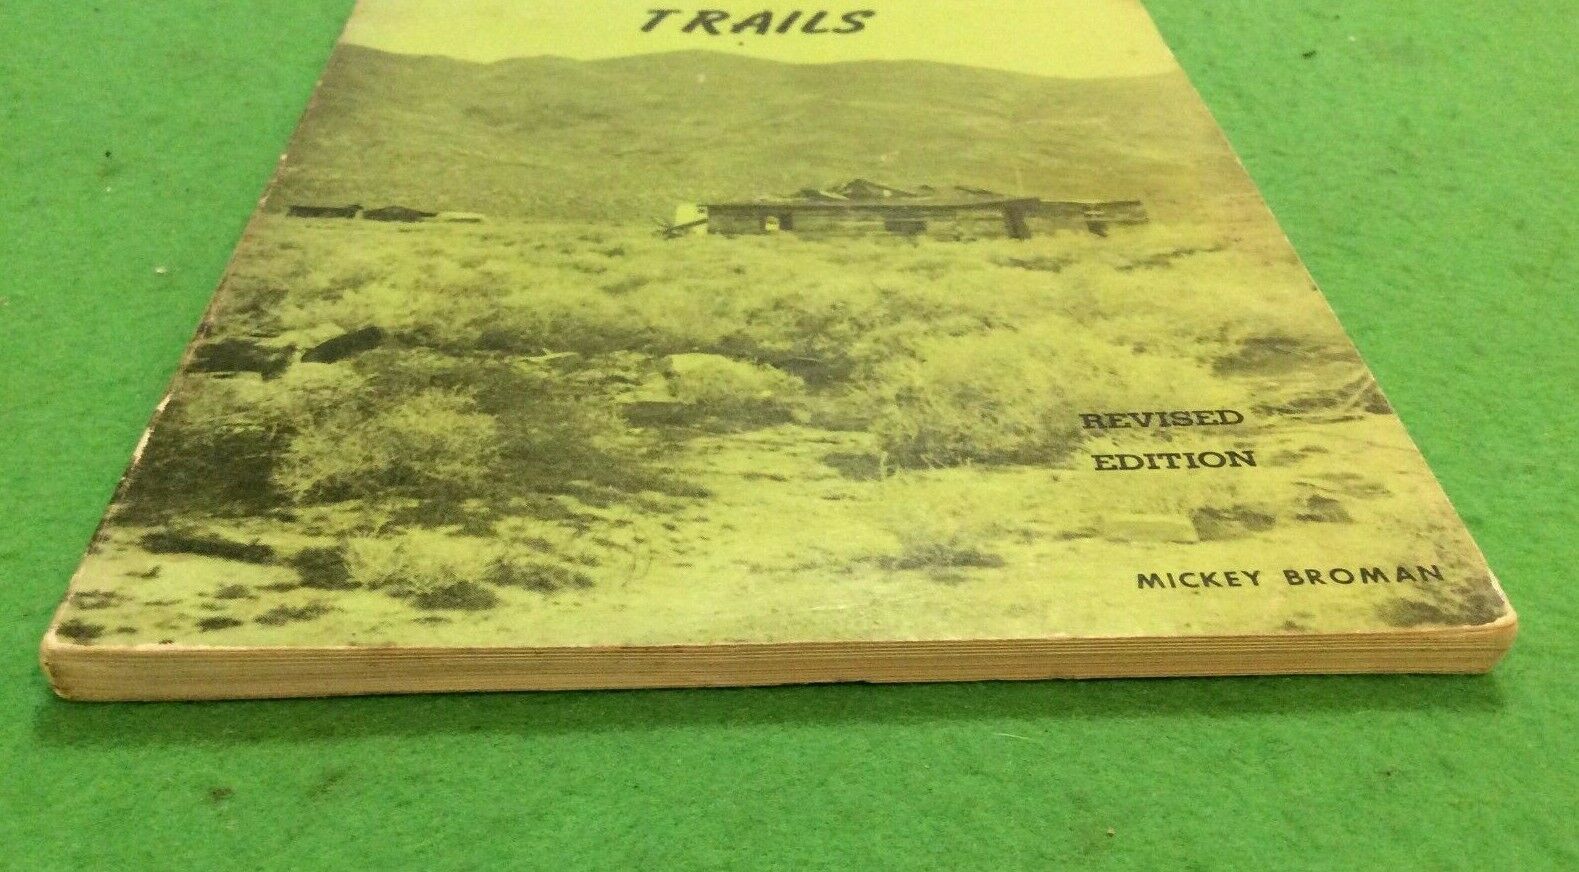 TRAILS
REVISED
EDITION
MICKEY BROMAN